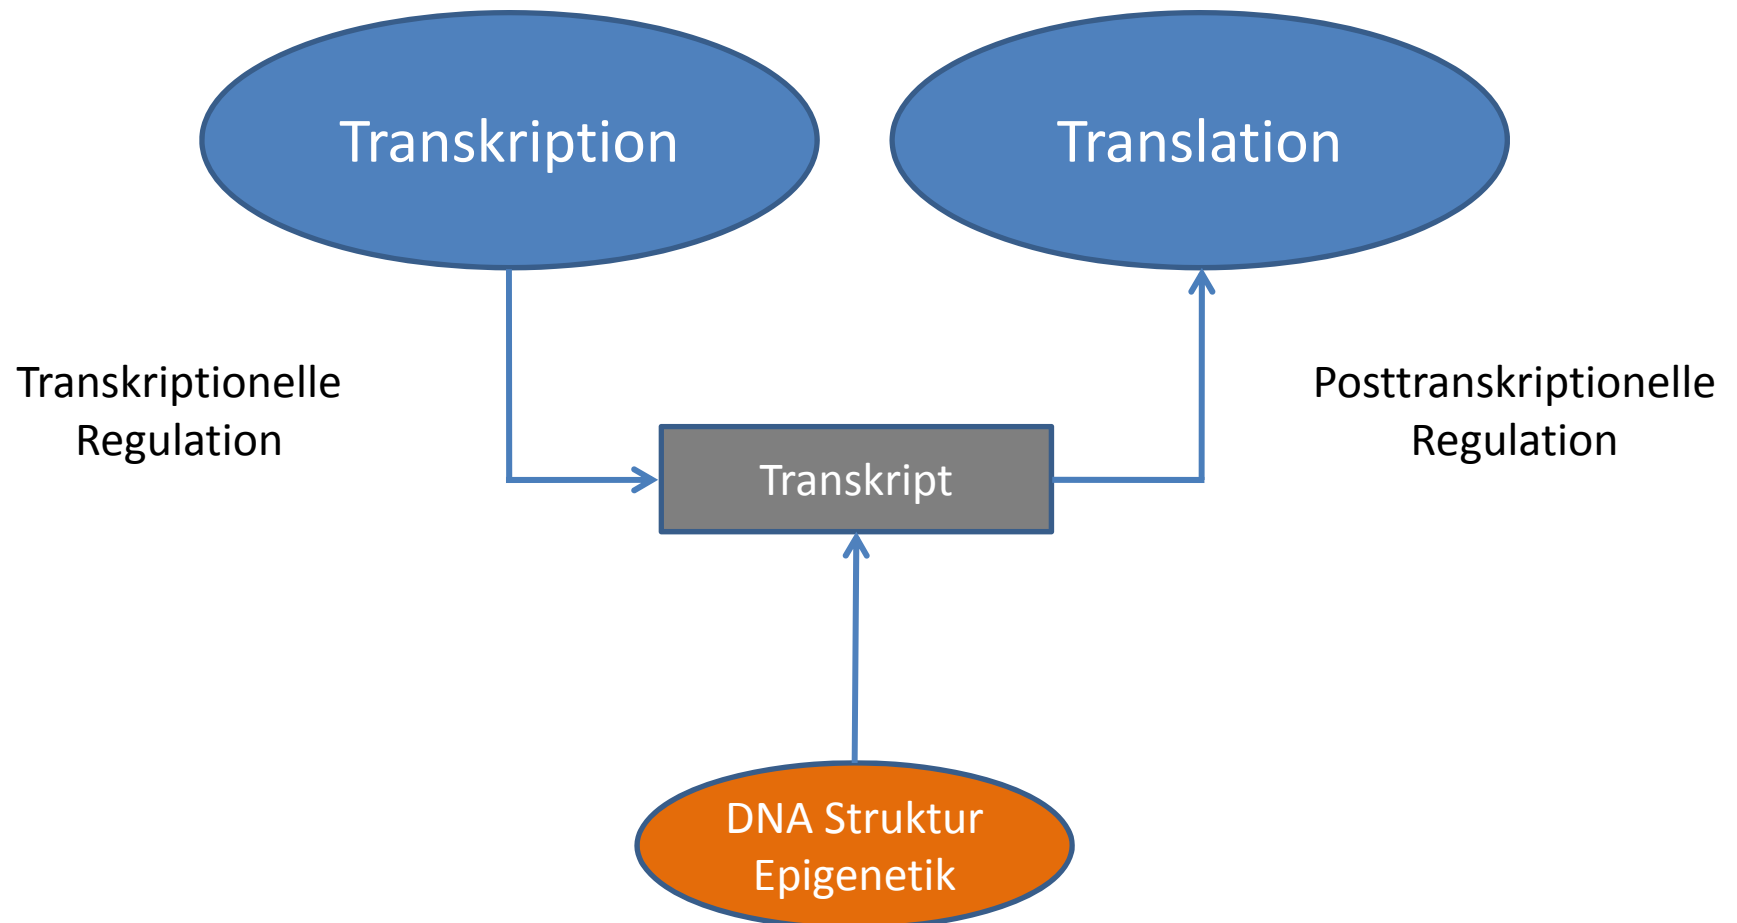 Transkription
Translation
Transkriptionelle
Regulation
Posttranskriptionelle
Regulation
Transkript
DNA Struktur
Epigenetik